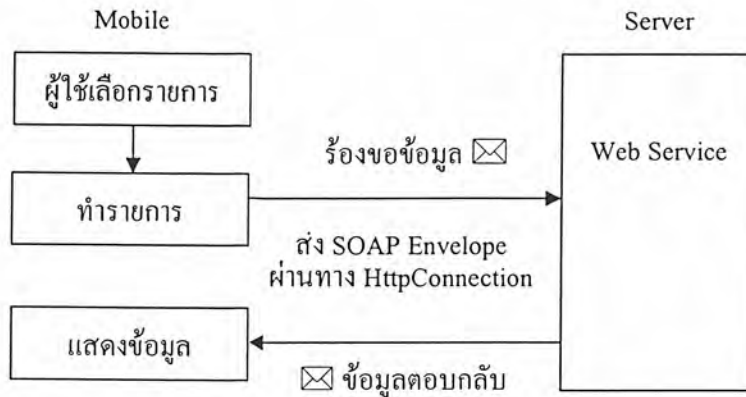 Mobile
Server
ผู้ใช้เลือกรายการ
ร้องขอข้อมูล
Web Service
ทำรายการ
ส่ง SOAP Envelope
ผ่านทาง HttpConnection
แสดงข้อมูล
ข้อมูลตอบกลับ